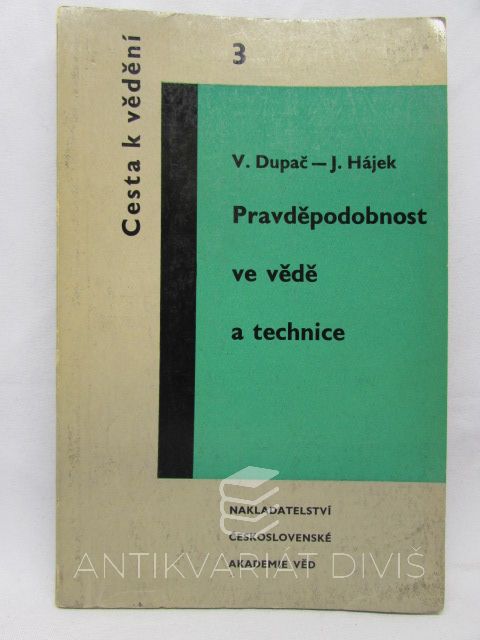 3
Cesta k vědění
V. Dupač — J. Hájek
Pravděpodobnost
ve vědě
a technice
NAKLADATELSTVÍ
ČESKOSLOVENSKÉ
AKADEMIE VĚD
ANTIKVARIÁT DIVIŠ